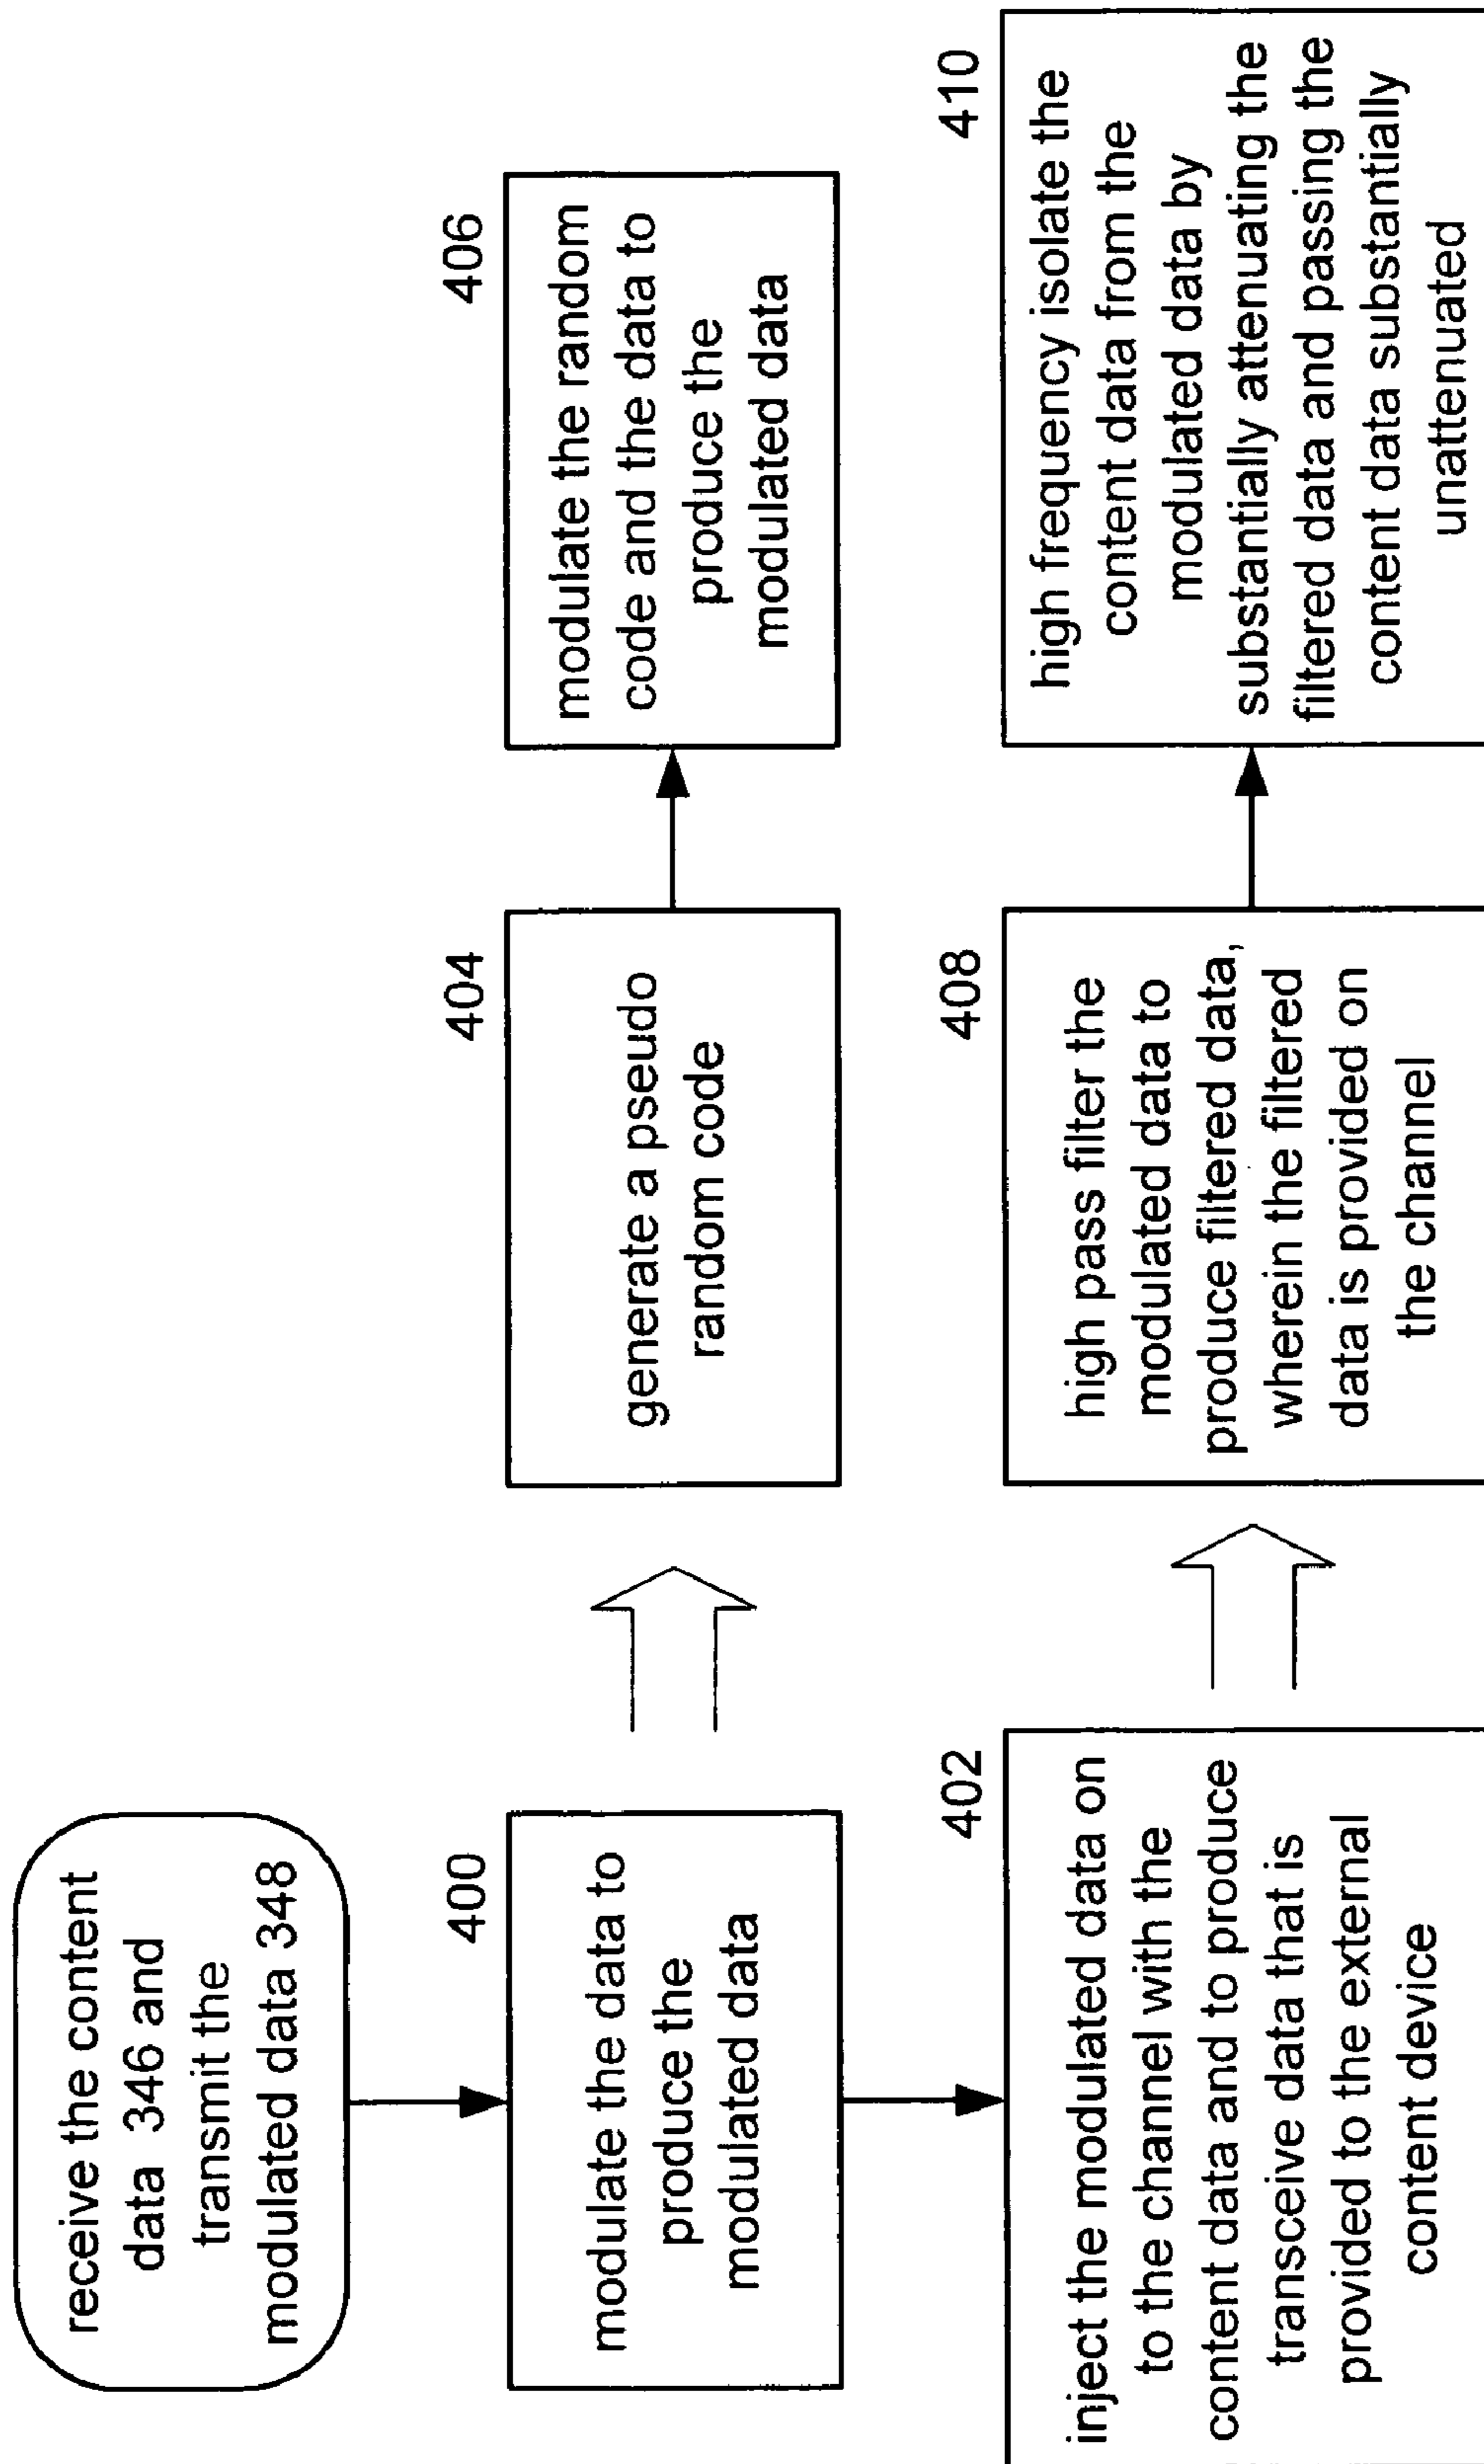 receive the content
data 346 and
transmit the
modulated data 348
400
modulate the data to
produce the
modulated data
404
generate a pseudo
random code
406
modulate the random
code and the data to
produce the
modulated data
402
inject the modulated data on
to the channel with the
content data and to produce
transceive data that is
provided to the external
content device
408
high pass filter the
modulated data to
produce filtered data,
wherein the filtered
data is provided on
the channel
410
high frequency isolate the
content data from the
modulated data by
substantially attenuating the
filtered data and passing the
content data substantially
unattenuated